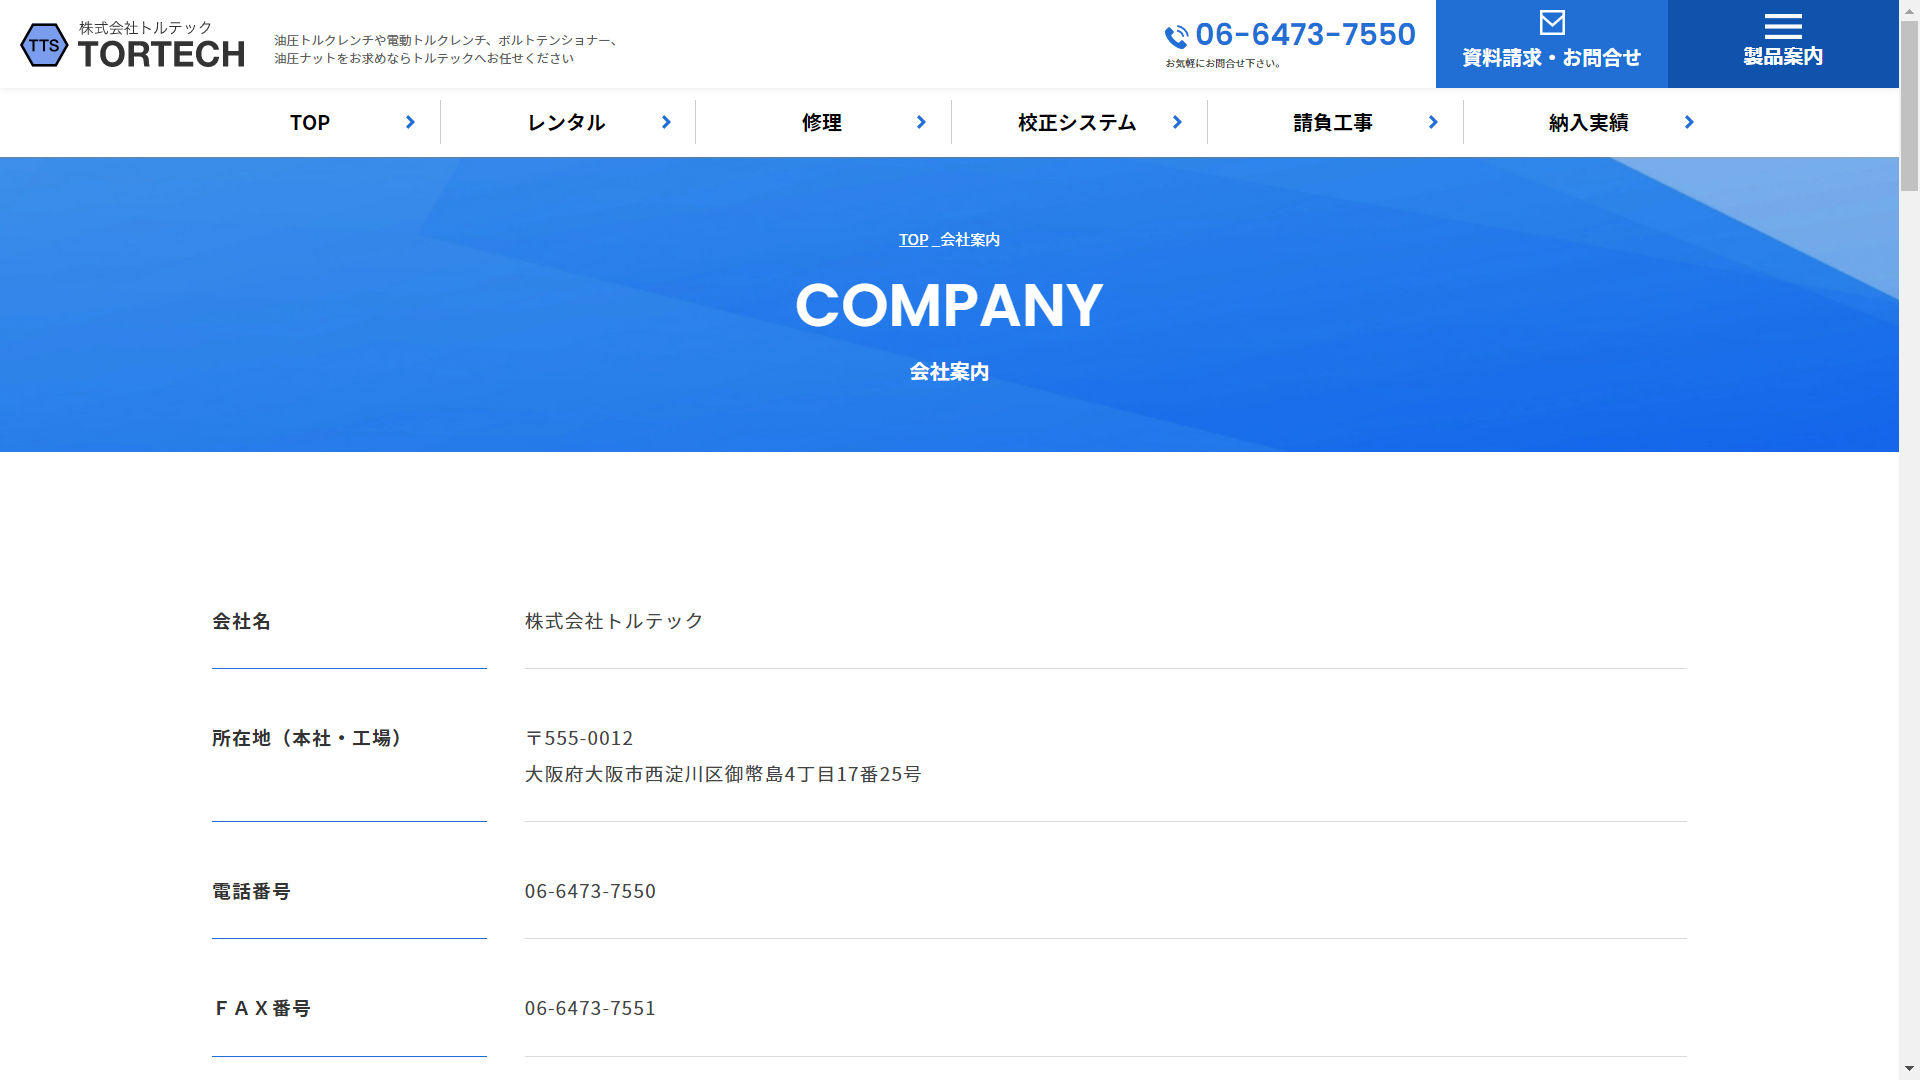 TTS
株式会社トルテック
TORTECH
油圧トルクレンチや電動トルクレンチ、ボルトテンショナー、
油圧ナットをお求めならトルテックへお任せください
06-6473-7550
お気軽にお問合せ下さい。
資料請求・お問合せ
製品案内
TOP
レンタル
修理
校正システム
請負工事
納入実績
TOP _会社案内
COMPANY
会社案内
会社名
株式会社トルテック
所在地（本社・工場）
〒555-0012
大阪府大阪市西淀川区御幣島4丁目17番25号
電話番号
06-6473-7550
ＦＡＸ番号
06-6473-7551